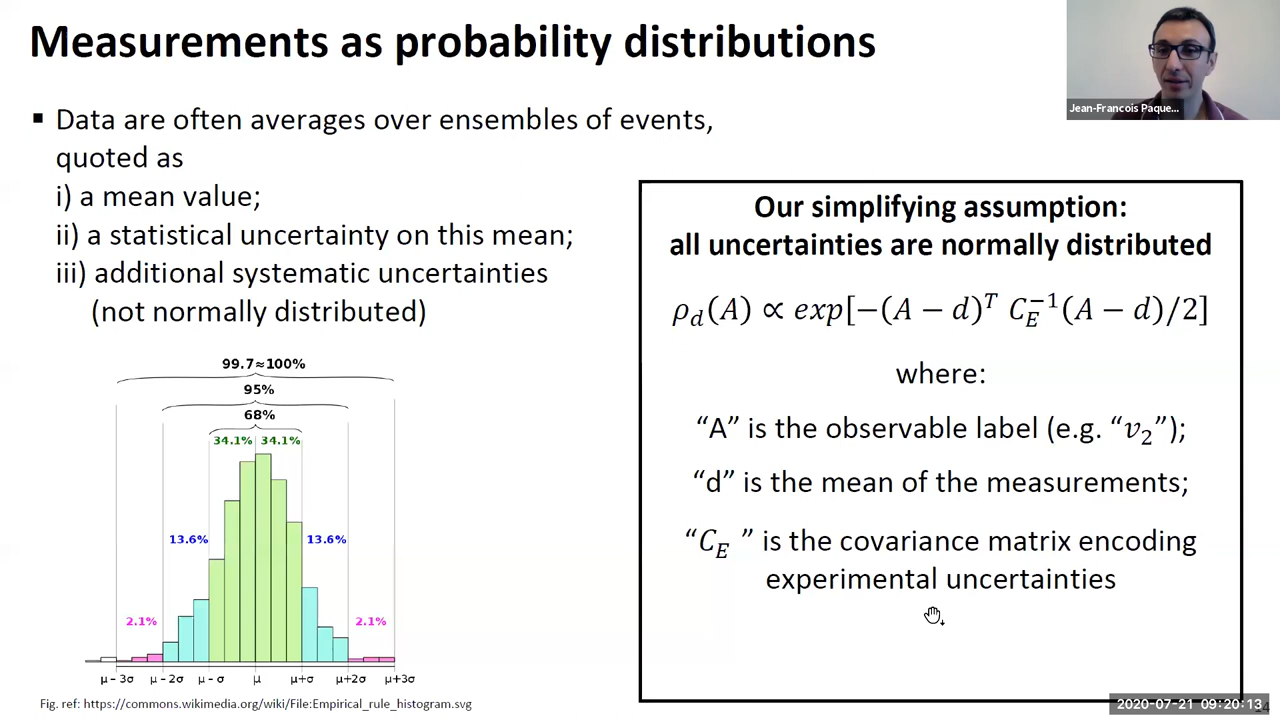 Measurements as probability distributions
Jean-Francois Paque...
▪ Data are often averages over ensembles of events,
quoted as
i) a mean value;
ii) a statistical uncertainty on this mean;
iii) additional systematic uncertainties
(not normally distributed)
99.7≈100%
95%
68%
34.1% 34.1%
13.6% 13.6%
2.1% 2.1%
μ − 3σ μ − 2σ μ − σ μ μ+σ μ+2σ μ+3σ
Fig. ref: https://commons.wikimedia.org/wiki/File:Empirical_rule_histogram.svg
Our simplifying assumption:
all uncertainties are normally distributed
ρ_d(A) ∝ exp[−(A − d)^T C_E^{−1}(A − d)/2]
where:
“A” is the observable label (e.g. “v₂”);
“d” is the mean of the measurements;
“C_E ” is the covariance matrix encoding
experimental uncertainties
2020-07-21 09:20:13